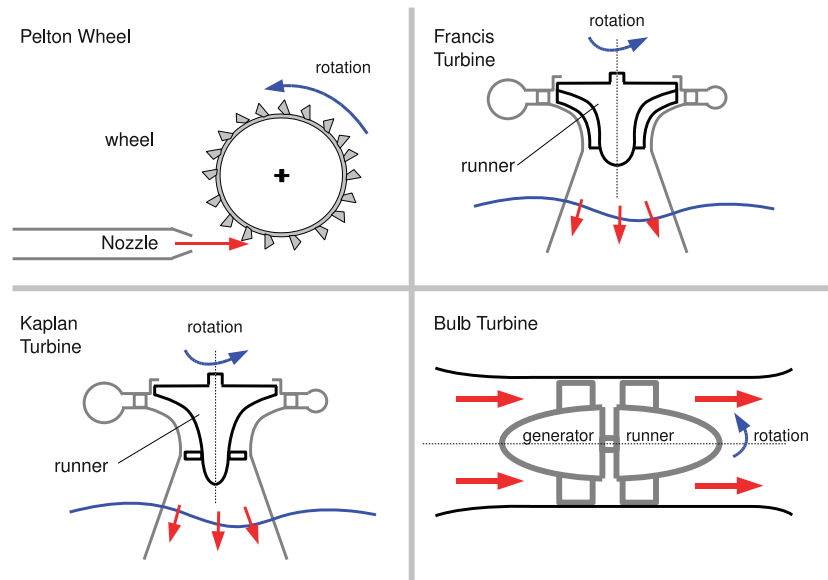 Pelton Wheel
rotation
wheel
Nozzle
Francis
Turbine
rotation
runner
Kaplan
Turbine
rotation
runner
Bulb Turbine
generator
runner
rotation